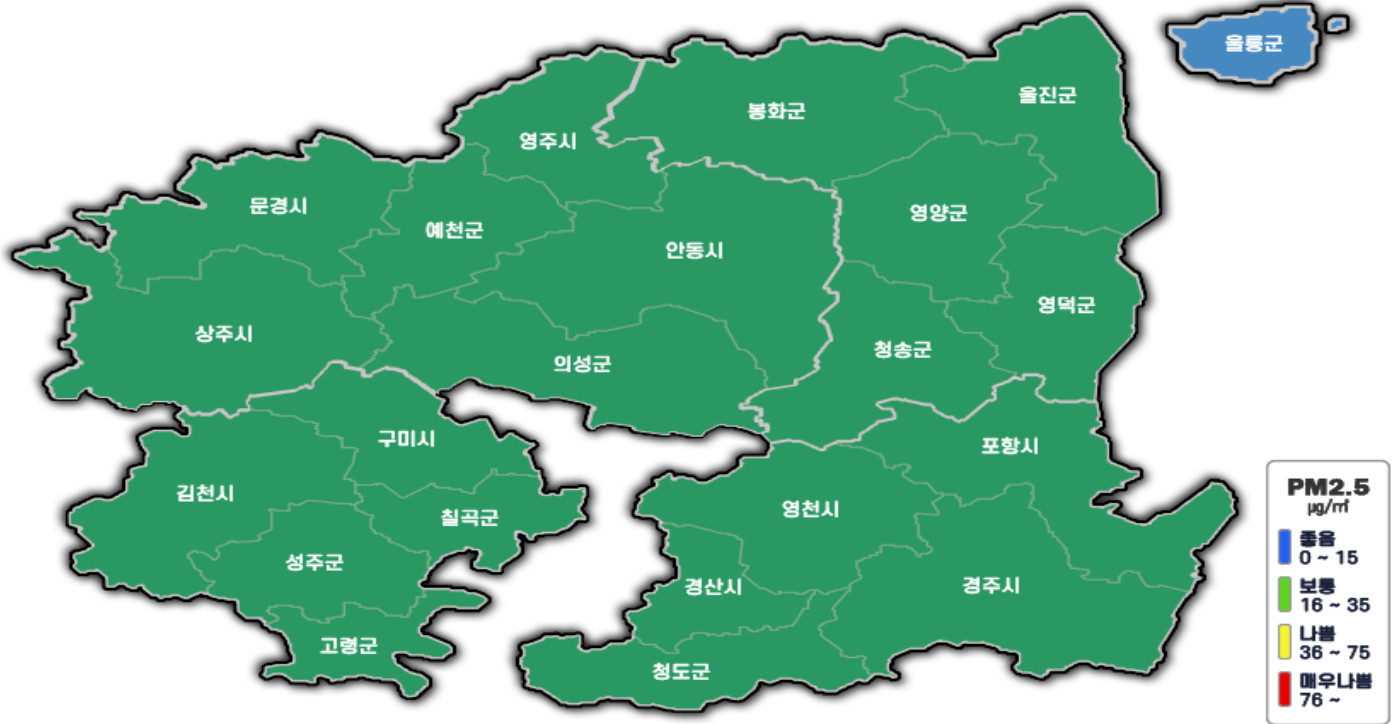 울릉군
울진군
봉화군
영주시
문경시
예천군
영양군
안동시
영덕군
상주시
청송군
의성군
구미시
포항시
김천시
영천시
칠곡군
성주군
경산시
경주시
고령군
청도군
PM2.5
μg/㎥
좋음
0 ~ 15
보통
16 ~ 35
나쁨
36 ~ 75
매우나쁨
76 ~